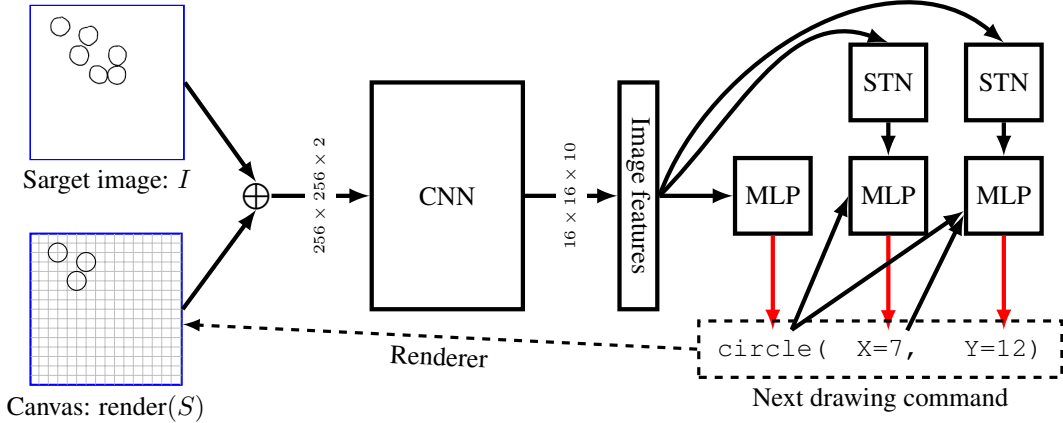 Sarget image: I
Canvas: render(S)
256 × 256 × 2
CNN
16 × 16 × 10
Image features
STN
STN
MLP
MLP
MLP
circle( X=7, Y=12)
Renderer
Next drawing command